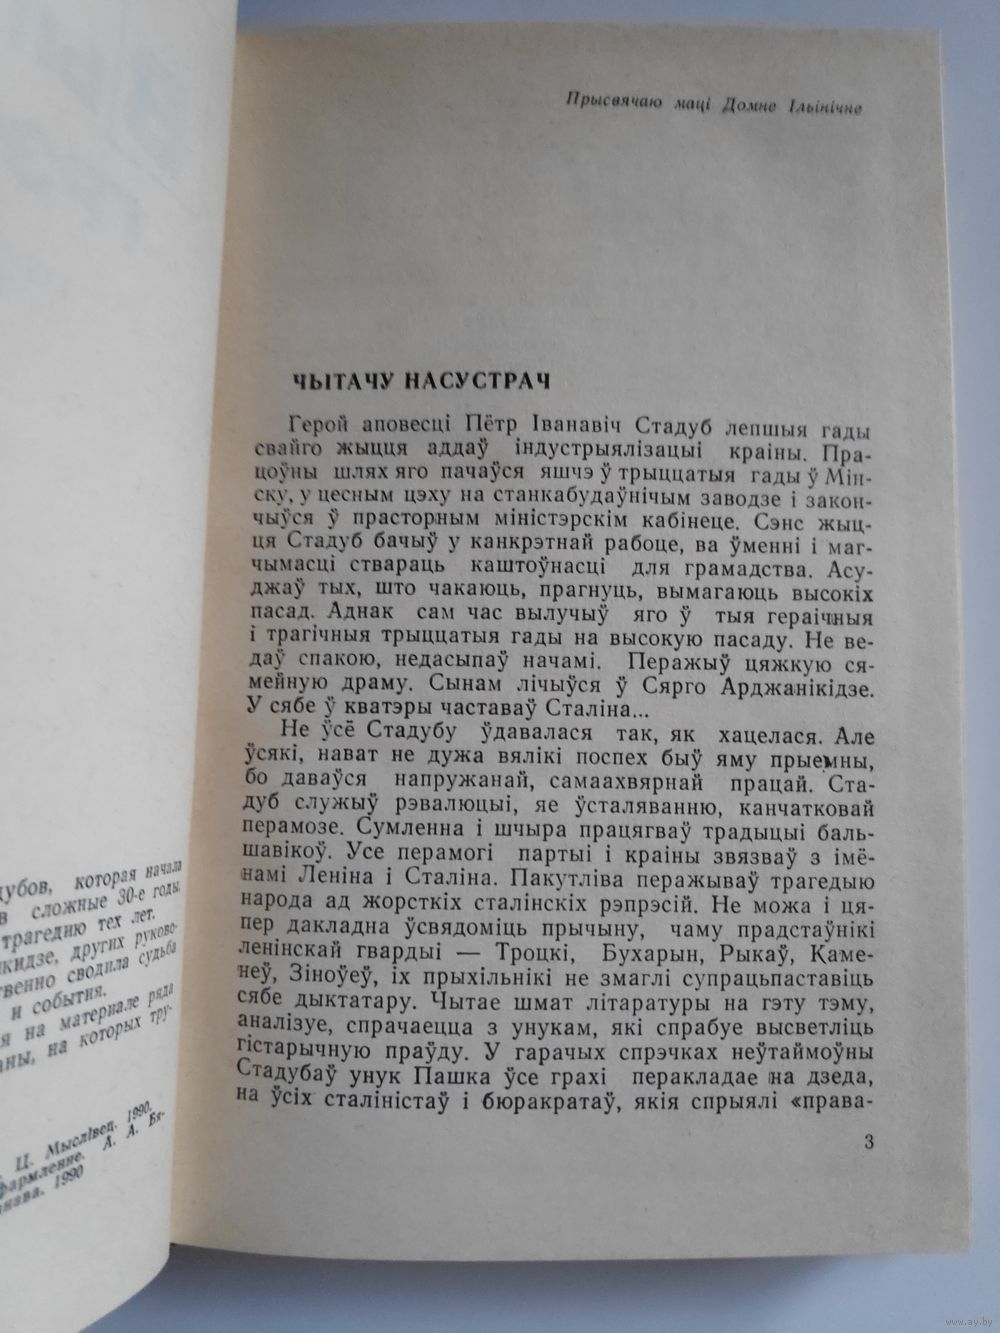 дубов, которая начала
в сложные 30-е годы.
трагедию тех лет.
кидзе, других руково-
твенно сводила судьба
и события.
я на материале ряда
аны, на которых тру-
Ц. Мыслівец. 1990.
фармленне. А. А. Бя-
нава. 1990
Прысвячаю маці Домне Ільінічне
ЧЫТАЧУ НАСУСТРАЧ
Герой аповесці Пётр Іванавіч Стадуб лепшыя гады
свайго жыцця аддаў індустрыялізацыі краіны. Пра-
цоўны шлях яго пачаўся яшчэ ў трыццатыя гады ў Мін-
ску, у цесным цэху на станкабудаўнічым заводзе і закон-
чыўся ў прасторным міністэрскім кабінеце. Сэнс жыц-
ця Стадуб бачыў у канкрэтнай рабоце, ва ўменні і маг-
чымасці ствараць каштоўнасці для грамадства. Асу-
джаў тых, што чакаюць, прагнуць, вымагаюць высокіх
пасад. Аднак сам час вылучыў яго ў тыя гераічныя
і трагічныя трыццатыя гады на высокую пасаду. Не ве-
даў спакою, недасыпаў начамі. Перажыў цяжкую ся-
мейную драму. Сынам лічыўся ў Сярго Арджанікідзе.
У сябе ў кватэры частаваў Сталіна...
Не ўсё Стадубу ўдавалася так, як хацелася. Але
ўсякі, нават не дужа вялікі поспех быў яму прыемны,
бо даваўся напружанай, самаахвярнай працай. Ста-
дуб служыў рэвалюцыі, яе ўсталяванню, канчатковай
перамозе. Сумленна і шчыра працягваў традыцыі баль-
шавікоў. Усе перамогі партыі і краіны звязваў з імё-
намі Леніна і Сталіна. Пакутліва перажываў трагедыю
народа ад жорсткіх сталінскіх рэпрэсій. Не можа і ця-
пер дакладна ўсвядоміць прычыну, чаму прадстаўнікі
ленінскай гвардыі — Троцкі, Бухарын, Рыкаў, Каме-
неў, Зіноўеў, іх прыхільнікі не змаглі супрацьпаставіць
сябе дыктатару. Чытае шмат літаратуры на гэту тэму,
аналізуе, спрачаецца з унукам, які спрабуе высветліць
гістарычную праўду. У гарачых спрэчках неўтаймоўны
Стадубаў унук Пашка ўсе грахі перакладае на дзеда,
на ўсіх сталіністаў і бюракратаў, якія спрыялі «права-
3
www.ay.by